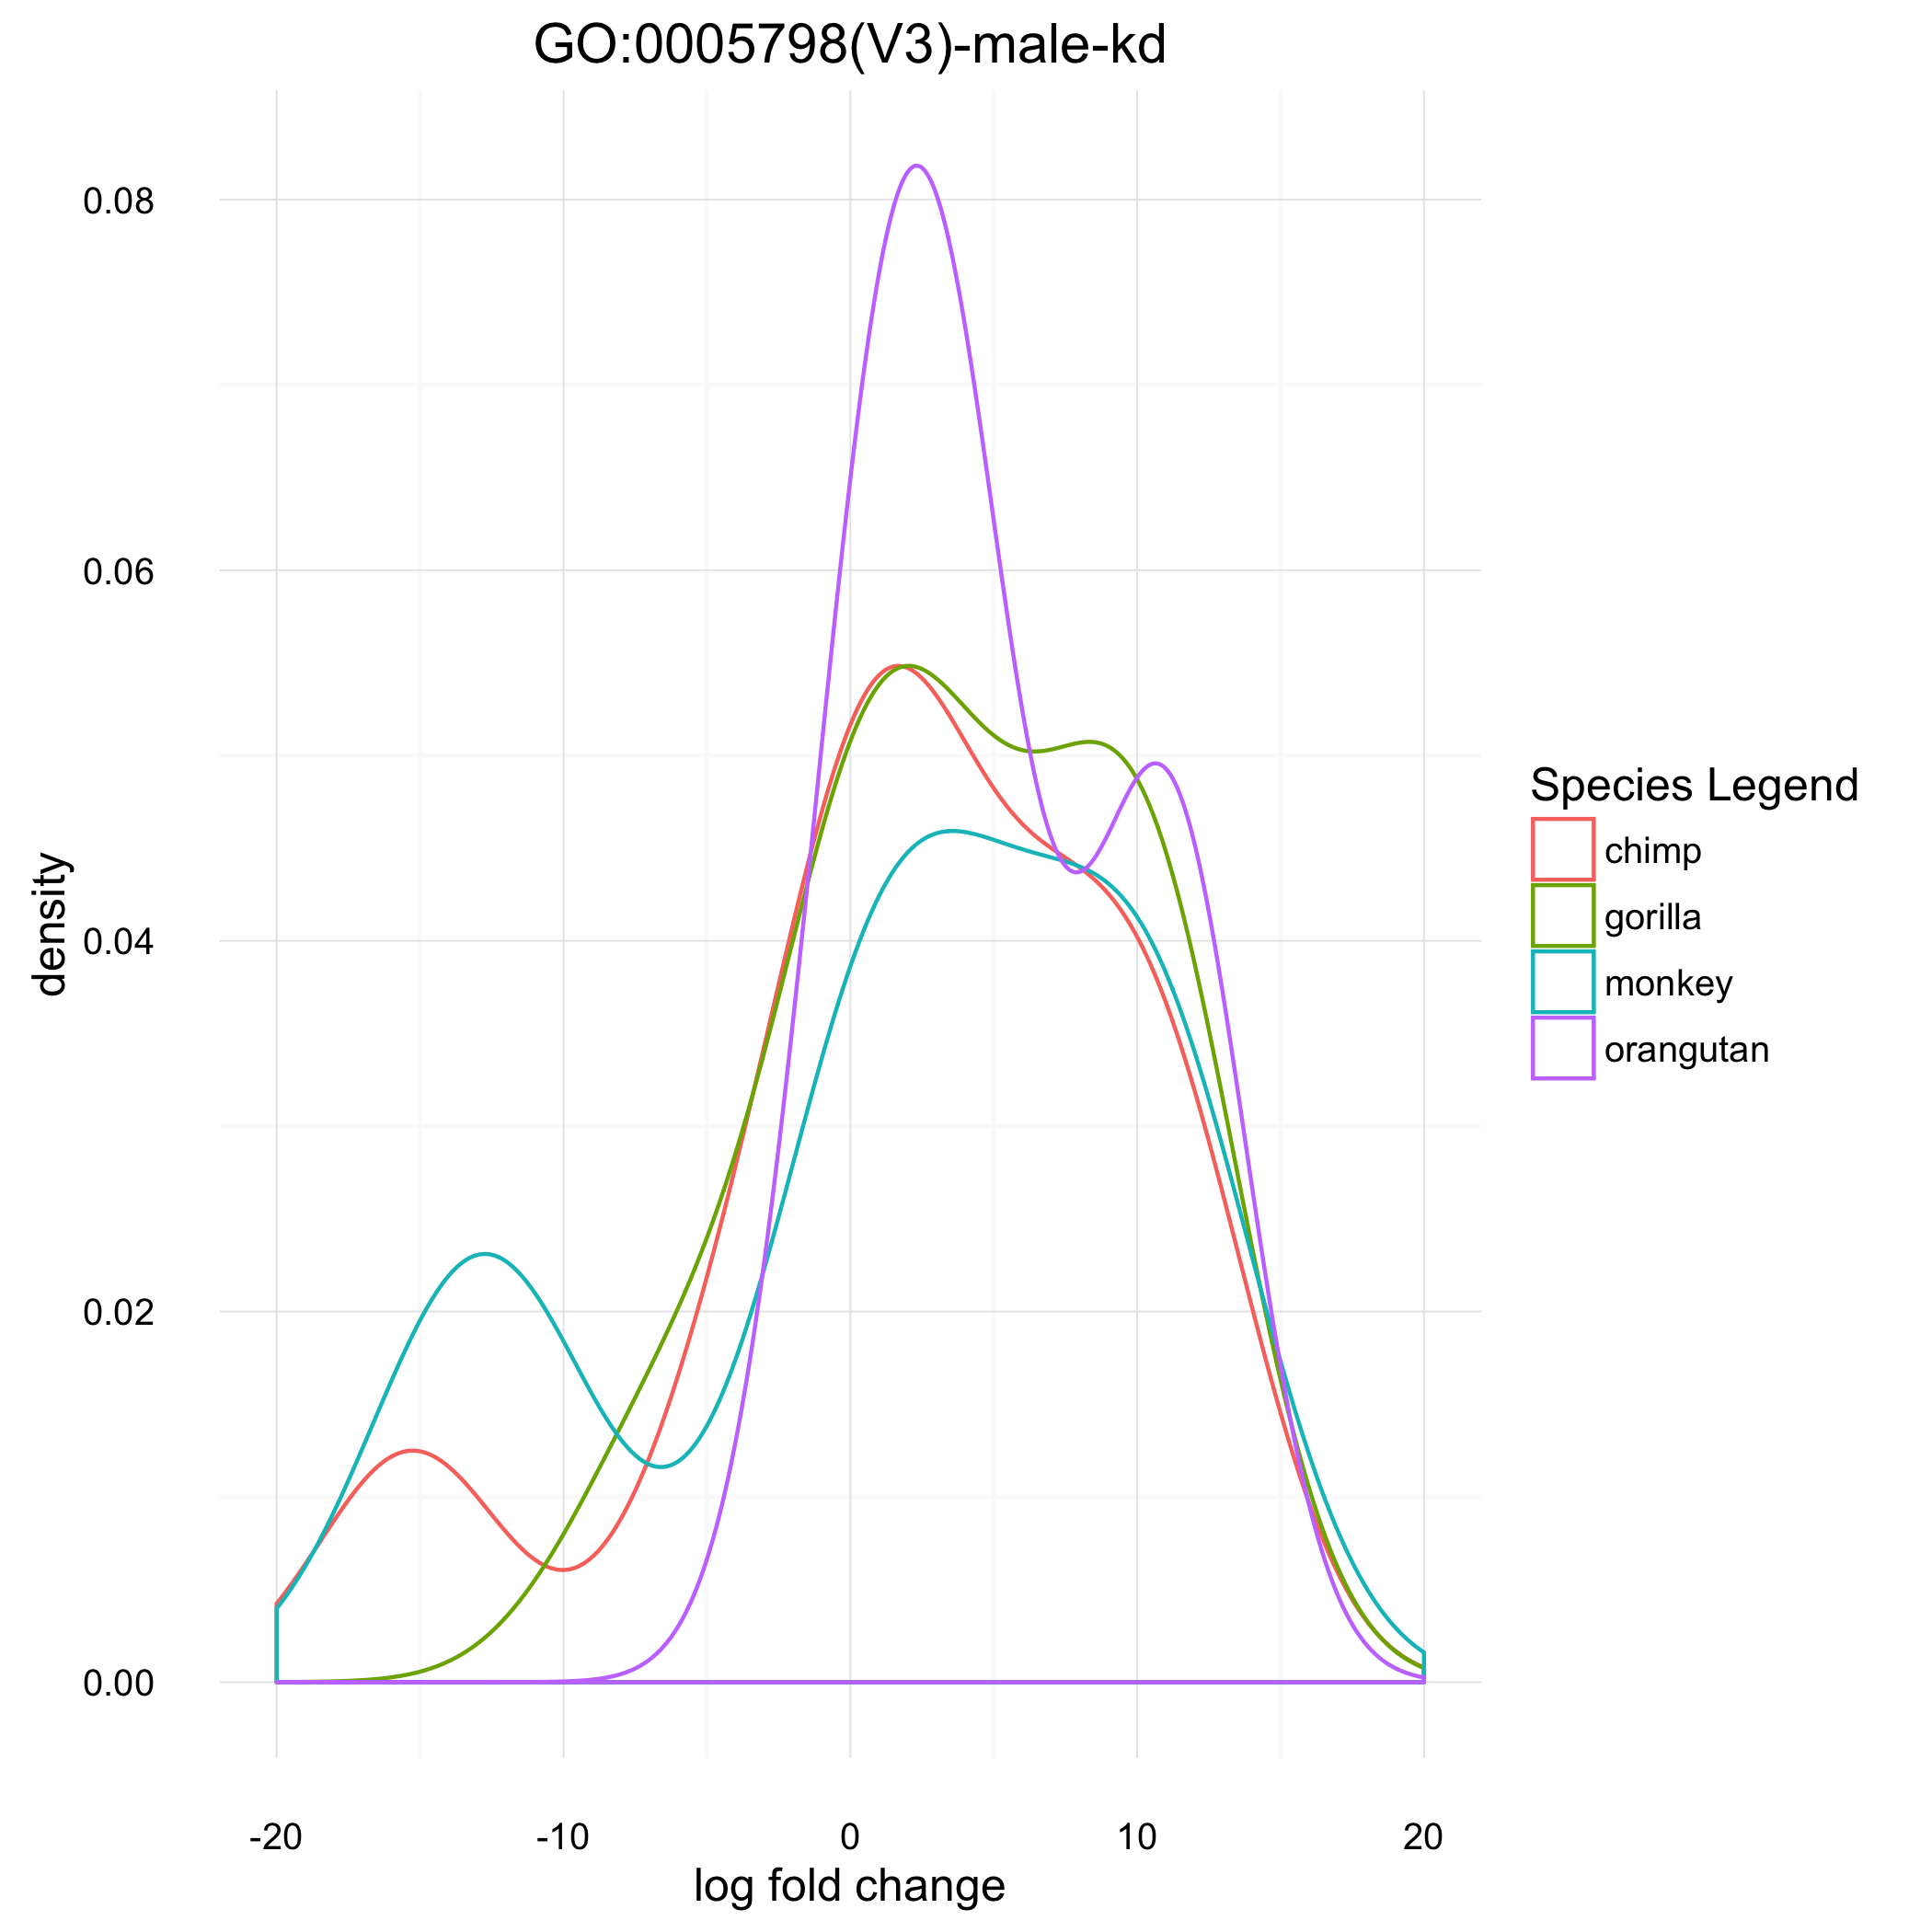 GO:0005798(V3)-male-kd
0.08
0.06
0.04
0.02
0.00
density
-20
-10
0
10
20
log fold change
Species Legend
chimp
gorilla
monkey
orangutan